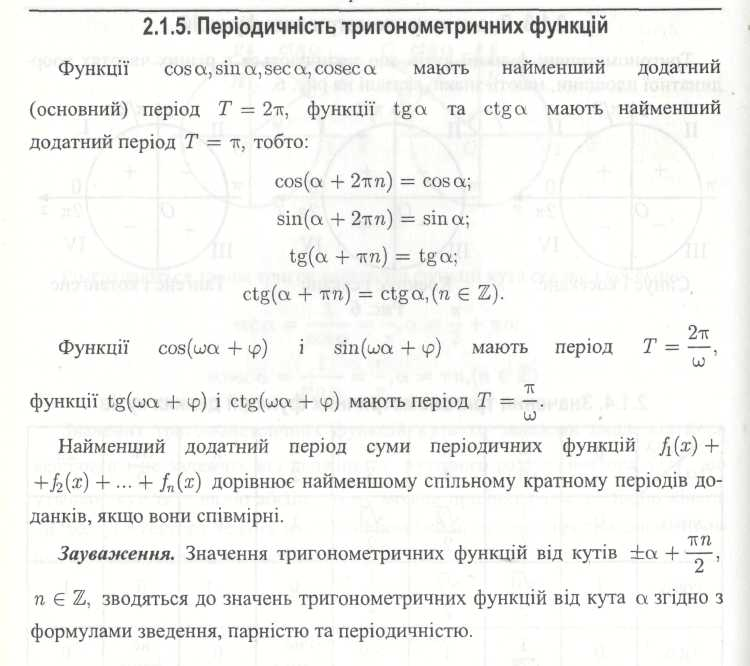 2.1.5. Періодичність тригонометричних функцій
Функції cos α, sin α, sec α, cosec α мають найменший додатний
(основний) період T = 2π, функції tg α та ctg α мають найменший
додатний період T = π, тобто:
cos(α + 2πn) = cos α;
sin(α + 2πn) = sin α;
tg(α + πn) = tg α;
ctg(α + πn) = ctg α, (n ∈ ℤ).
Функції cos(ωα + φ) і sin(ωα + φ) мають період T = 2π/ω,
функції tg(ωα + φ) і ctg(ωα + φ) мають період T = π/ω.
Найменший додатний період суми періодичних функцій f₁(x) +
+f₂(x) + ... + fₙ(x) дорівнює найменшому спільному кратному періодів до-
данків, якщо вони співмірні.
Зауваження. Значення тригонометричних функцій від кутів ±α + πn/2,
n ∈ ℤ, зводяться до значень тригонометричних функцій від кута α згідно з
формулами зведення, парністю та періодичністю.